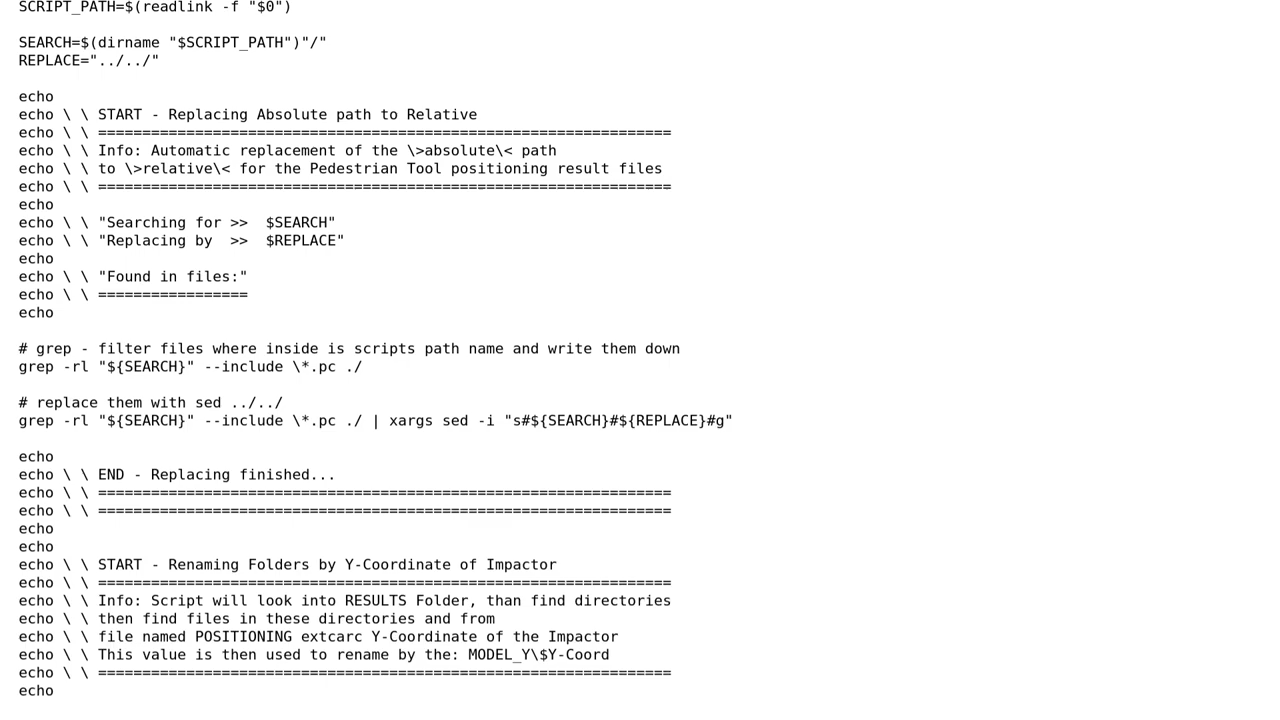 SCRIPT_PATH=$(readlink -f "$0")

SEARCH=$(dirname "$SCRIPT_PATH")"/"
REPLACE="../../"

echo
echo \ \ START - Replacing Absolute path to Relative
echo \ \ =================================================================
echo \ \ Info: Automatic replacement of the \>absolute\< path
echo \ \ to \>relative\< for the Pedestrian Tool positioning result files
echo \ \ =================================================================
echo
echo \ \ "Searching for >>  $SEARCH"
echo \ \ "Replacing by  >>  $REPLACE"
echo
echo \ \ "Found in files:"
echo \ \ =================
echo

# grep - filter files where inside is scripts path name and write them down
grep -rl "${SEARCH}" --include \*.pc ./

# replace them with sed ../../
grep -rl "${SEARCH}" --include \*.pc ./ | xargs sed -i "s#${SEARCH}#${REPLACE}#g"

echo
echo \ \ END - Replacing finished...
echo \ \ =================================================================
echo \ \ =================================================================
echo
echo
echo \ \ START - Renaming Folders by Y-Coordinate of Impactor
echo \ \ =================================================================
echo \ \ Info: Script will look into RESULTS Folder, than find directories
echo \ \ then find files in these directories and from
echo \ \ file named POSITIONING extcarc Y-Coordinate of the Impactor
echo \ \ This value is then used to rename by the: MODEL_Y\$Y-Coord
echo \ \ =================================================================
echo